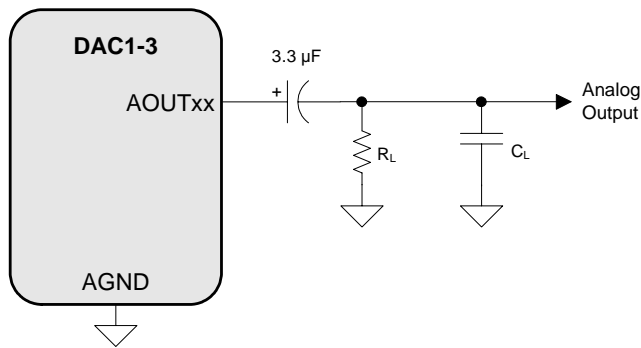 DAC1-3
3.3 µF
AOUTxx
+
Analog
Output
RL
CL
AGND